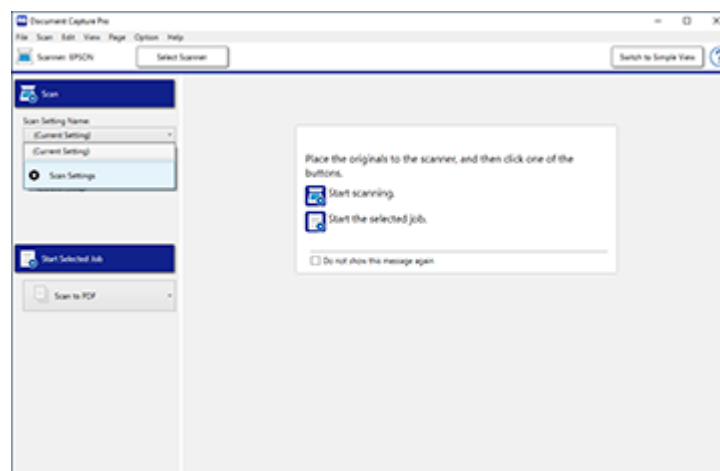 Document Capture Pro
File Scan Edit View Page Option Help
Scanner: EPSON
Select Scanner
Switch to Simple View
?
Scan
Scan Setting Name:
(Current Setting)
(Current Setting)
Scan Settings
Place the originals to the scanner, and then click one of the
buttons.
Start scanning.
Start the selected job.
Do not show this message again
Start Selected Job
Scan to PDF